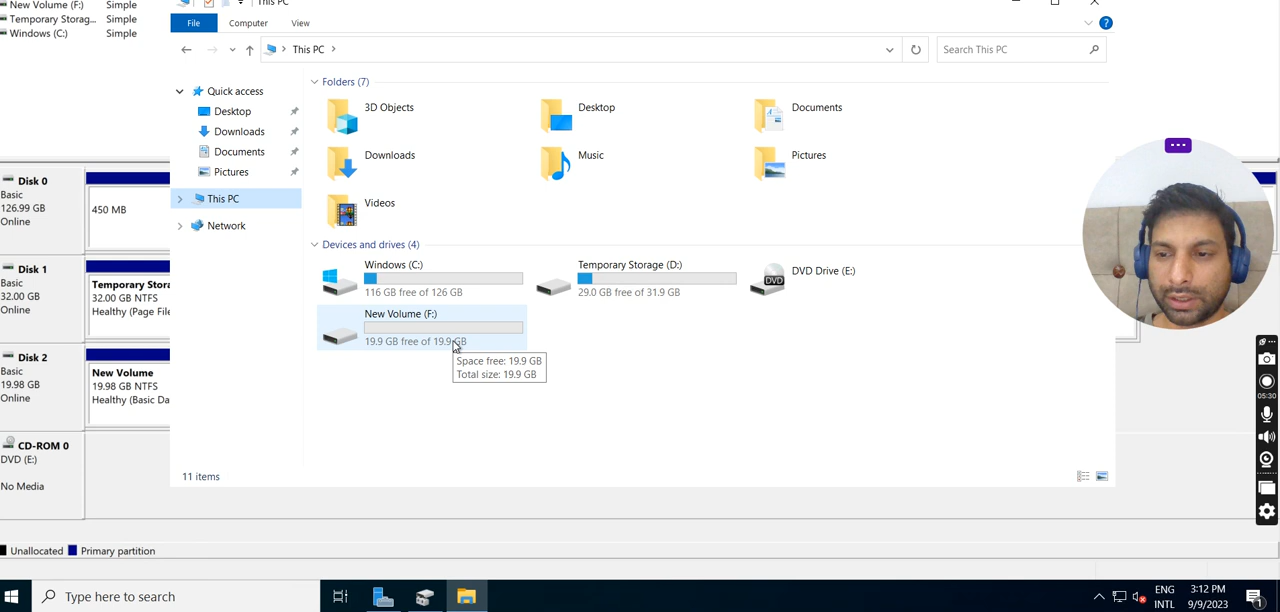 New Volume (F:) Simple
Temporary Storag... Simple
Windows (C:) Simple
This PC
File Computer View
This PC
Search This PC
Quick access
Desktop
Downloads
Documents
Pictures
This PC
Network
Folders (7)
3D Objects
Desktop
Documents
Downloads
Music
Pictures
Videos
Devices and drives (4)
Windows (C:)
116 GB free of 126 GB
Temporary Storage (D:)
29.0 GB free of 31.9 GB
DVD
DVD Drive (E:)
New Volume (F:)
19.9 GB free of 19.9 GB
Space free: 19.9 GB
Total size: 19.9 GB
11 items
Disk 0
Basic
126.99 GB
Online
450 MB
Disk 1
Basic
32.00 GB
Online
Temporary Stora
32.00 GB NTFS
Healthy (Page File
Disk 2
Basic
19.98 GB
Online
New Volume
19.98 GB NTFS
Healthy (Basic Da
CD-ROM 0
DVD (E:)
No Media
Unallocated Primary partition
05:30
Type here to search
ENG
INTL
3:12 PM
9/9/2023
1